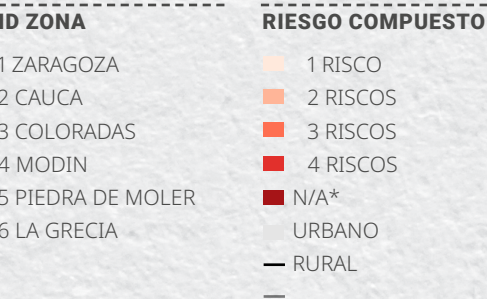 ID ZONA
1 ZARAGOZA
2 CAUCA
3 COLORADAS
4 MODIN
5 PIEDRA DE MOLER
6 LA GRECIA
RIESGO COMPUESTO
1 RISCO
2 RISCOS
3 RISCOS
4 RISCOS
N/A*
URBANO
RURAL